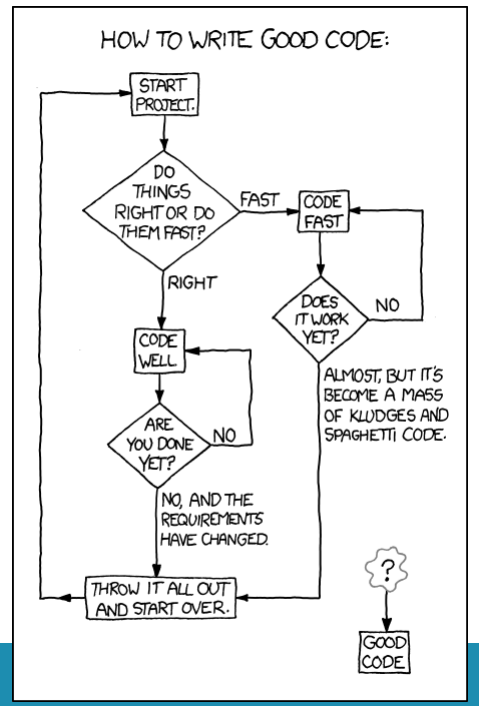 HOW TO WRITE GOOD CODE:
START
PROJECT.
DO
THINGS
RIGHT OR DO
THEM FAST?
FAST
CODE
FAST
RIGHT
DOES
IT WORK
YET?
NO
CODE
WELL
ALMOST, BUT IT'S
BECOME A MASS
OF KLUDGES AND
SPAGHETTI CODE.
ARE
YOU DONE
YET?
NO
NO, AND THE
REQUIREMENTS
HAVE CHANGED.
THROW IT ALL OUT
AND START OVER.
?
GOOD
CODE